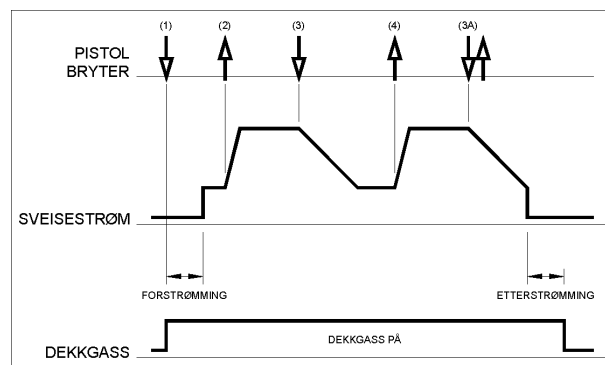 (1) (2) (3) (4) (3A)
PISTOL
BRYTER
SVEISESTRØM
FORSTRØMMING ETTERSTRØMMING
DEKKGASS PÅ
DEKKGASS